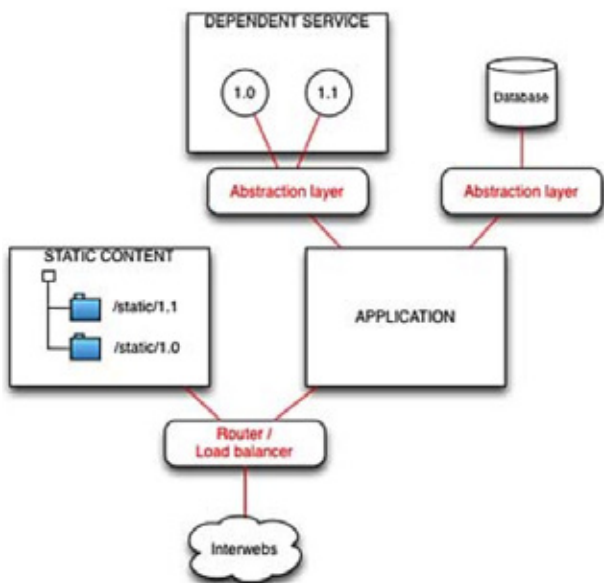 DEPENDENT SERVICE
1.0
1.1
Database
Abstraction layer
Abstraction layer
STATIC CONTENT
/static/1.1
/static/1.0
APPLICATION
Router /
Load balancer
Interwebs